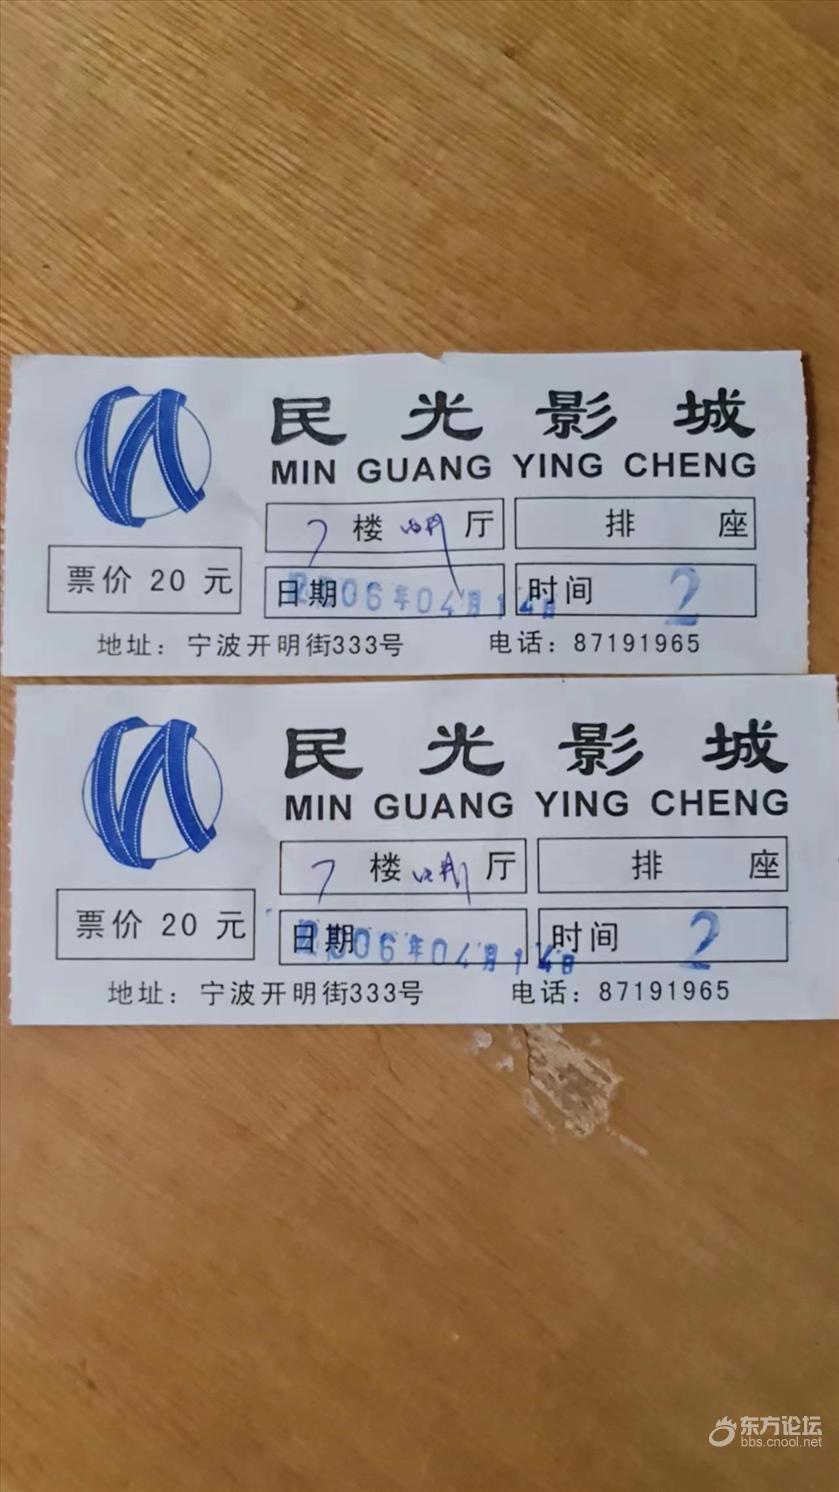 民光影城
MIN GUANG YING CHENG
7 楼 厅 排 座
票价 20 元 日期 2006年04月14日 时间 2
地址：宁波开明街333号 电话：87191965
民光影城
MIN GUANG YING CHENG
7 楼 厅 排 座
票价 20 元 日期 2006年04月14日 时间 2
地址：宁波开明街333号 电话：87191965
东方论坛
bbs.cnool.net